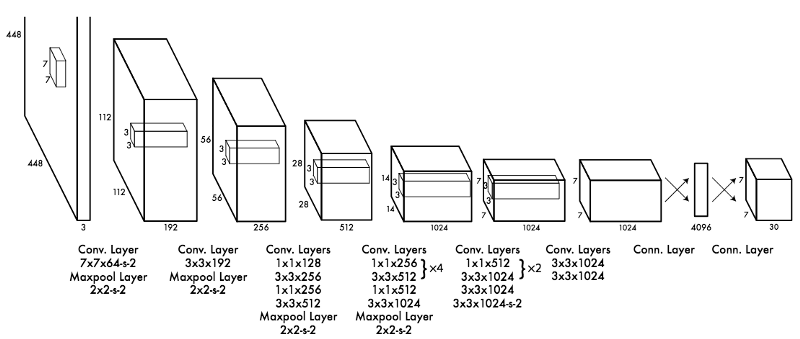 448
7
7
448
3
112
3
3
112
192
56
3
3
56
256
28
3
3
28
512
14
3
3
14
1024
7
3
3
7
1024
7
7
1024
4096
7
7
30
Conv. Layer
7x7x64-s-2
Maxpool Layer
2x2-s-2
Conv. Layer
3x3x192
Maxpool Layer
2x2-s-2
Conv. Layers
1x1x128
3x3x256
1x1x256
3x3x512
Maxpool Layer
2x2-s-2
Conv. Layers
1x1x256
3x3x512
}×4
1x1x512
3x3x1024
Maxpool Layer
2x2-s-2
Conv. Layers
1x1x512
3x3x1024
}×2
3x3x1024
3x3x1024-s-2
Conv. Layers
3x3x1024
3x3x1024
Conn. Layer
Conn. Layer